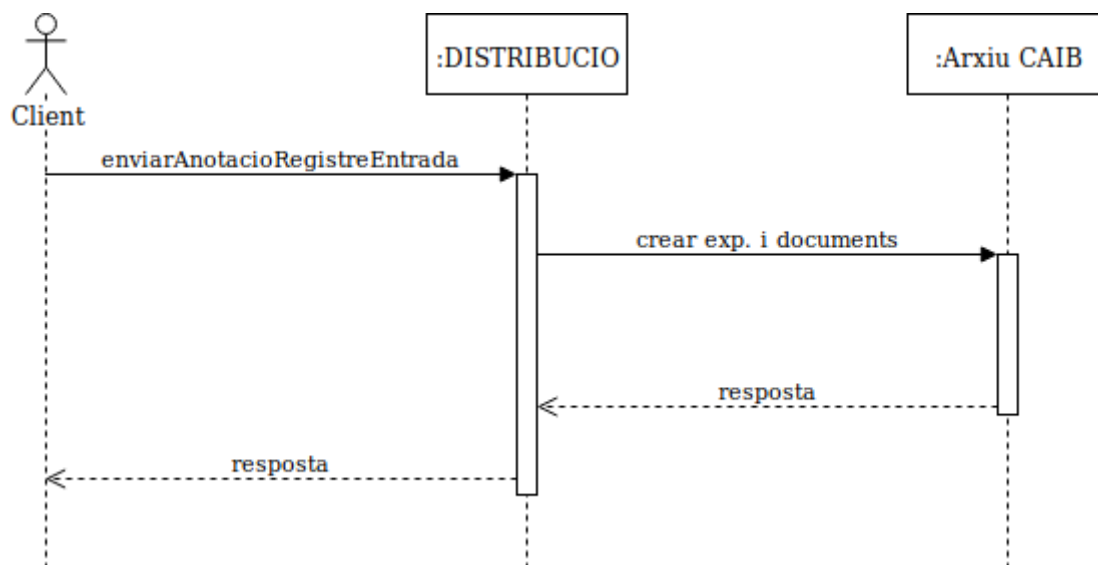 :DISTRIBUCIO
:Arxiu CAIB
Client
enviarAnotacioRegistreEntrada
crear exp. i documents
resposta
resposta